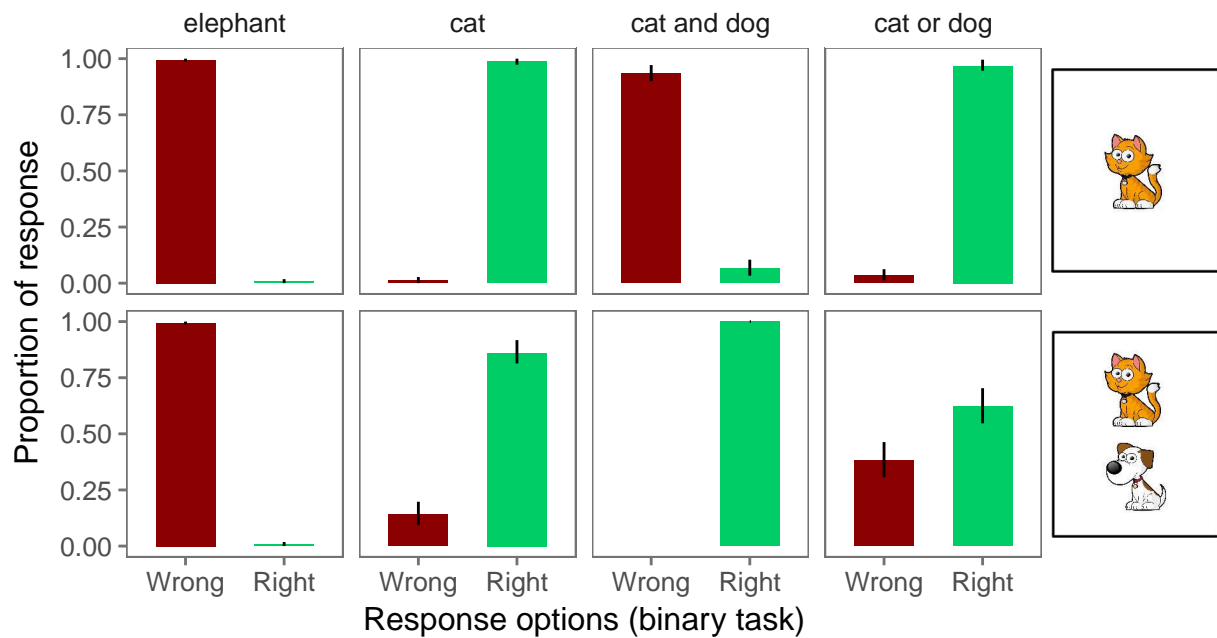 elephant cat cat and dog cat or dog
Proportion of response
1.00
0.75
0.50
0.25
0.00
1.00
0.75
0.50
0.25
0.00
Wrong Right Wrong Right Wrong Right Wrong Right
Response options (binary task)